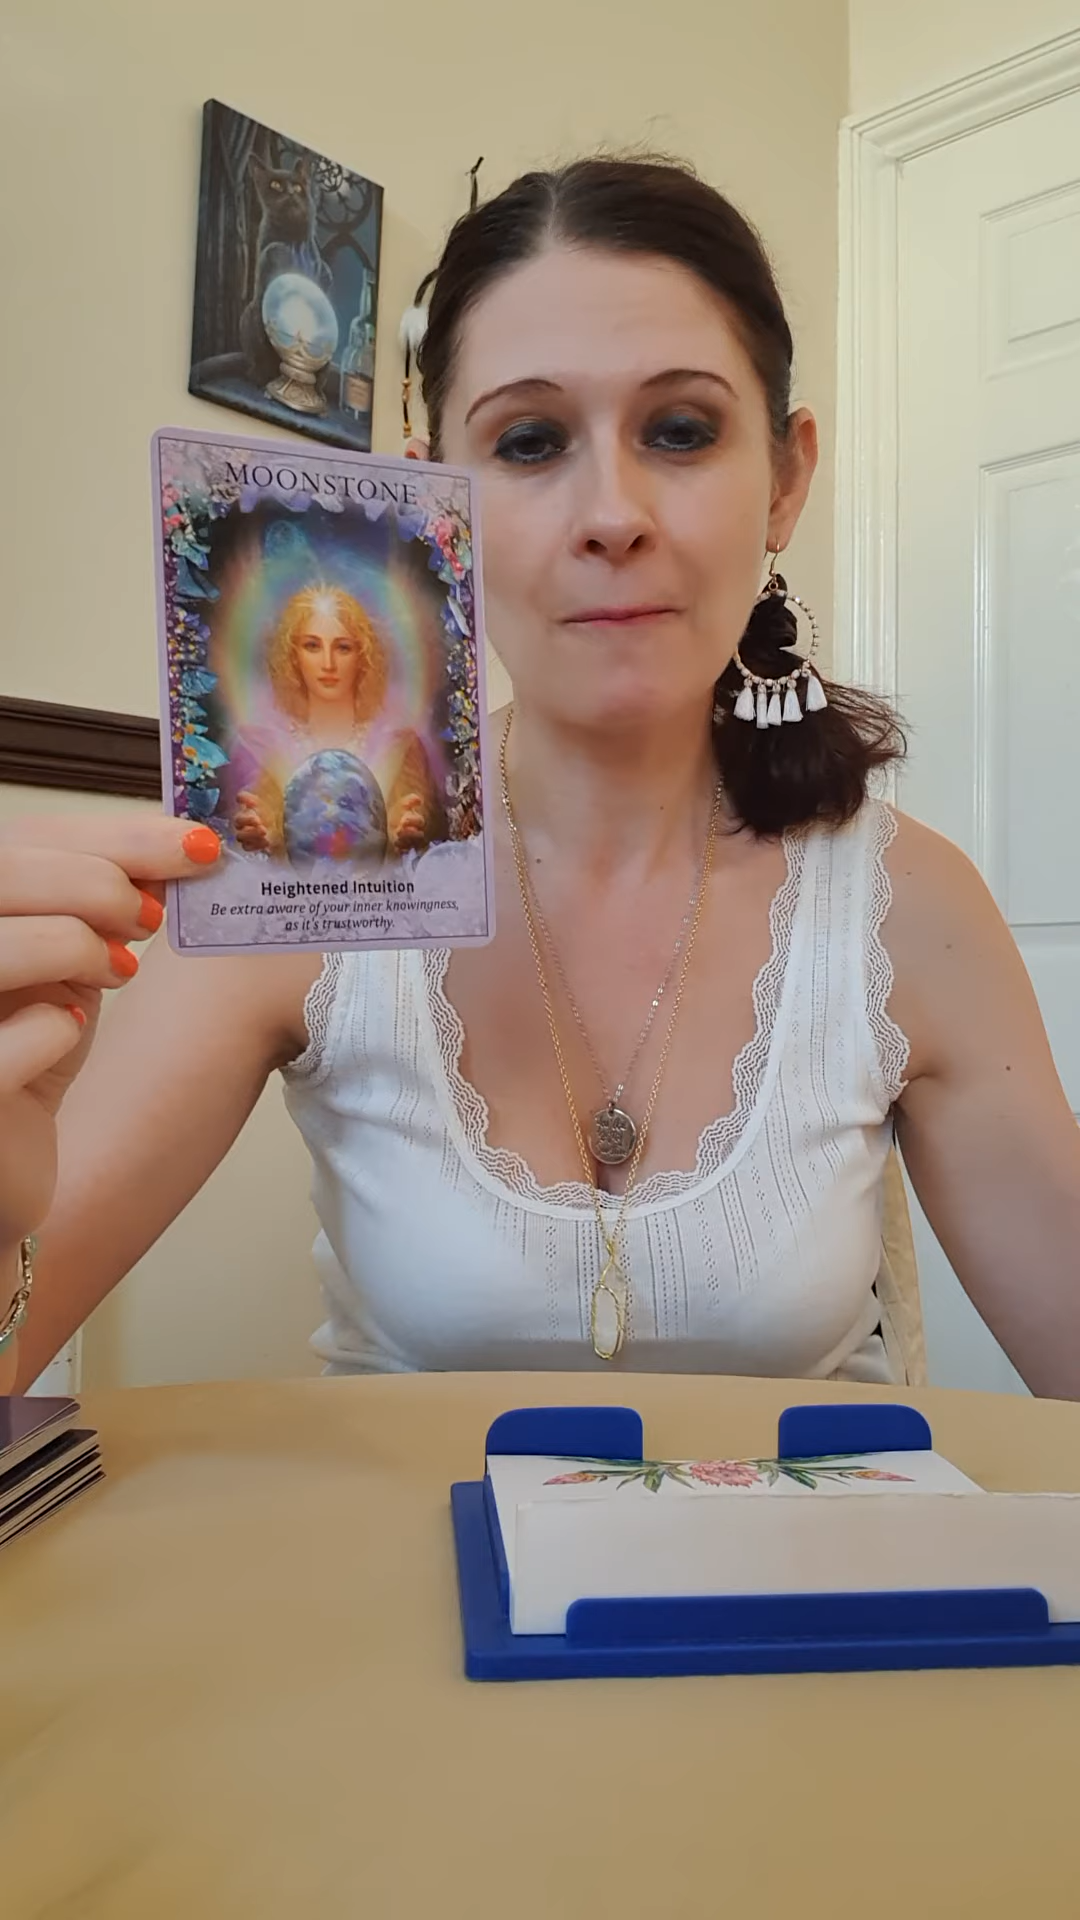 MOONSTONE
Heightened Intuition
Be extra aware of your inner knowingness,
as it's trustworthy.